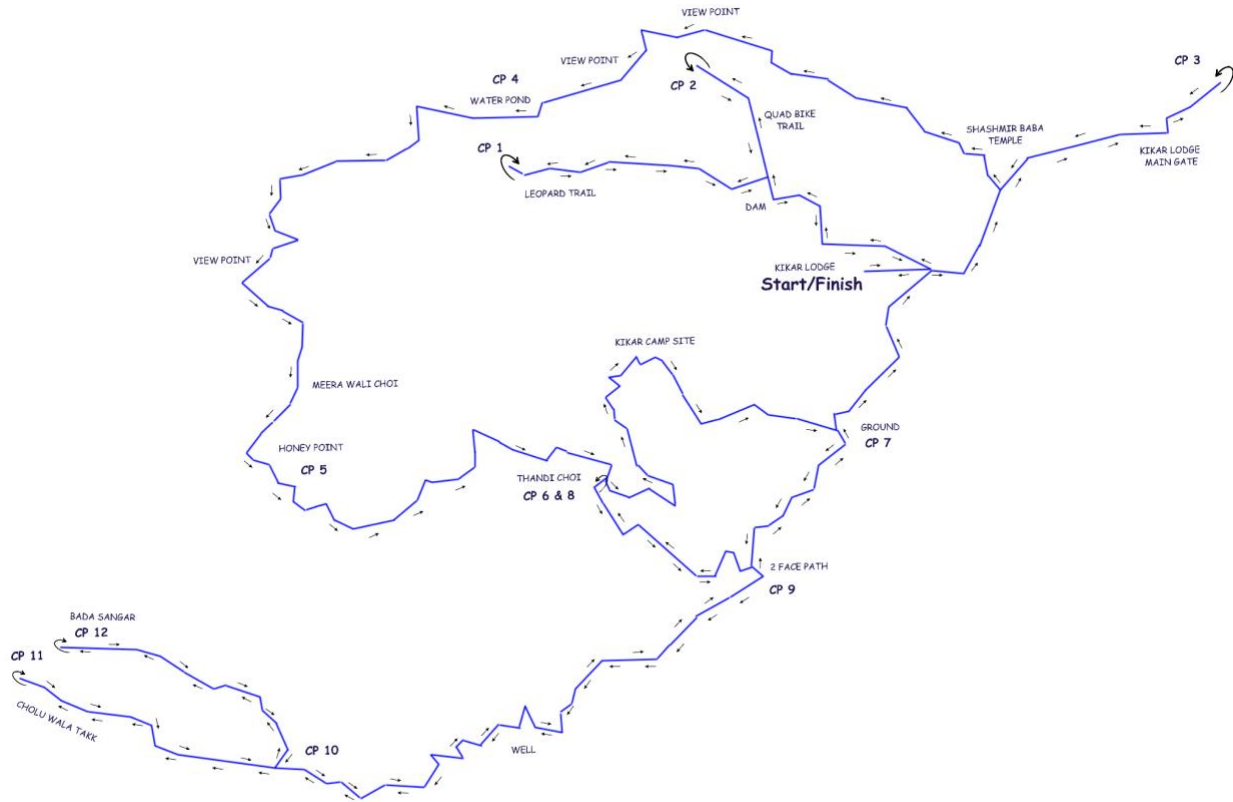 VIEW POINT
VIEW POINT
CP 4
WATER POND
CP 2
QUAD BIKE
TRAIL
CP 3
SHASHMIR BABA
TEMPLE
KIKAR LODGE
MAIN GATE
CP 1
LEOPARD TRAIL
DAM
VIEW POINT
KIKAR LODGE
Start/Finish
KIKAR CAMP SITE
MEERA WALI CHOI
GROUND
CP 7
HONEY POINT
CP 5
THANDI CHOI
CP 6 & 8
2 FACE PATH
CP 9
BADA SANGAR
CP 12
CP 11
CHOLU WALA TAKK
CP 10
WELL